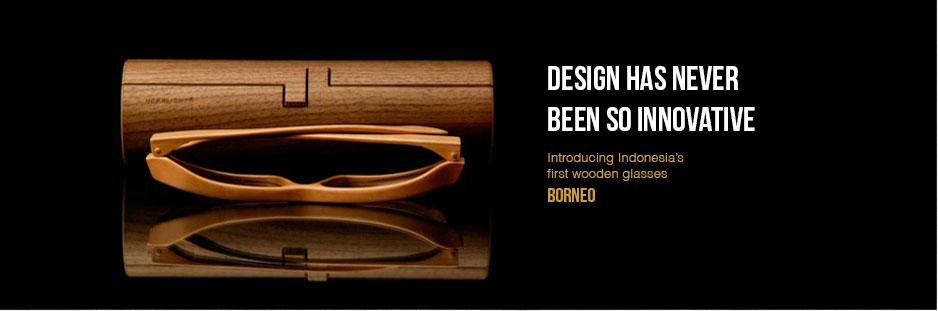 DESIGN HAS NEVER
BEEN SO INNOVATIVE
Introducing Indonesia's
first wooden glasses
BORNEO